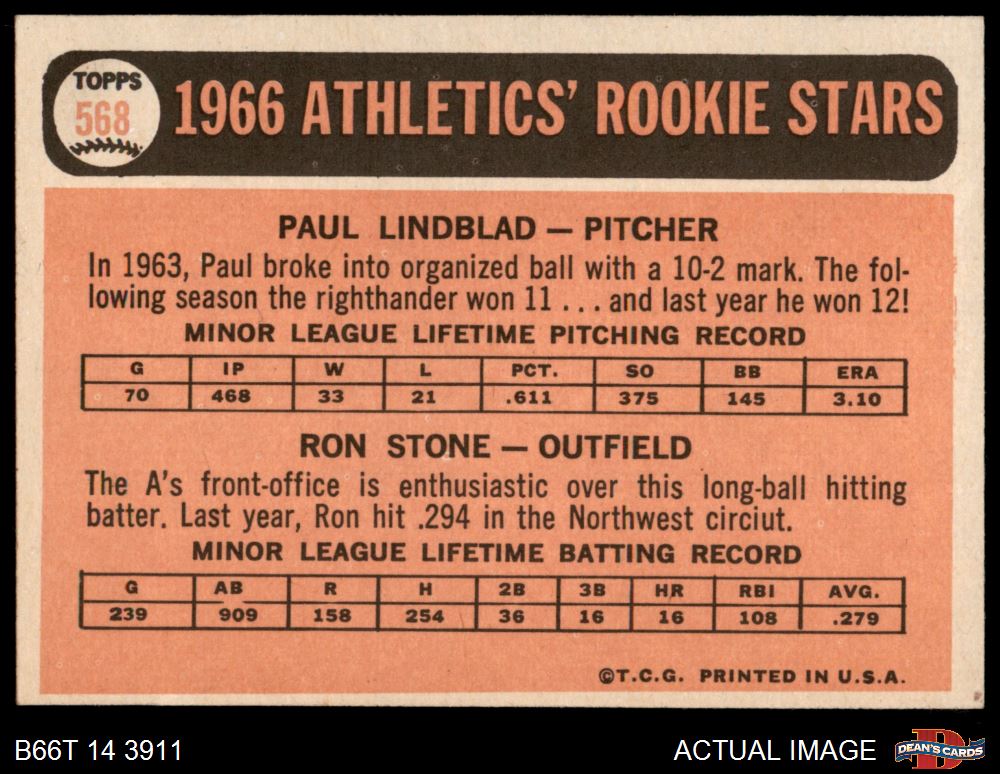 TOPPS
568
1966 ATHLETICS' ROOKIE STARS
PAUL LINDBLAD — PITCHER
In 1963, Paul broke into organized ball with a 10-2 mark. The fol-
lowing season the righthander won 11 . . . and last year he won 12!
MINOR LEAGUE LIFETIME PITCHING RECORD
G IP W L PCT. SO BB ERA
70 468 33 21 .611 375 145 3.10
RON STONE — OUTFIELD
The A's front-office is enthusiastic over this long-ball hitting
batter. Last year, Ron hit .294 in the Northwest circiut.
MINOR LEAGUE LIFETIME BATTING RECORD
G AB R H 2B 3B HR RBI AVG.
239 909 158 254 36 16 16 108 .279
©T.C.G. PRINTED IN U.S.A.
B66T 14 3911
ACTUAL IMAGE
D
DEAN'S CARDS